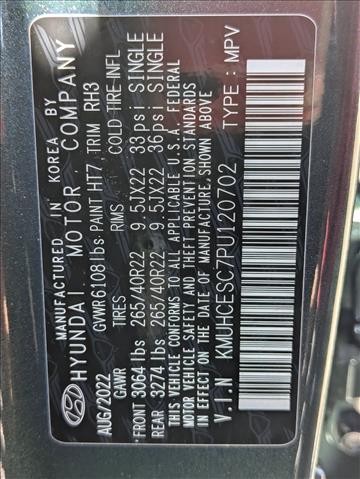 MANUFACTURED IN KOREA BY
HYUNDAI MOTOR COMPANY
AUG/2022 GVWR6108lbs PAINT HT7, TRIM RH3
GAWR TIRES RIMS COLD TIRE INFL
FRONT 3064 lbs 265/40R22 9.5JX22 33psi SINGLE
REAR 3274 lbs 265/40R22 9.5JX22 36psi SINGLE
THIS VEHICLE CONFORMS TO ALL APPLICABLE U.S.A. FEDERAL
MOTOR VEHICLE SAFETY AND THEFT PREVENTION STANDARDS
IN EFFECT ON THE DATE OF MANUFACTURE, SHOWN ABOVE
V.I.N KMUHCESC7PU120702 TYPE: MPV